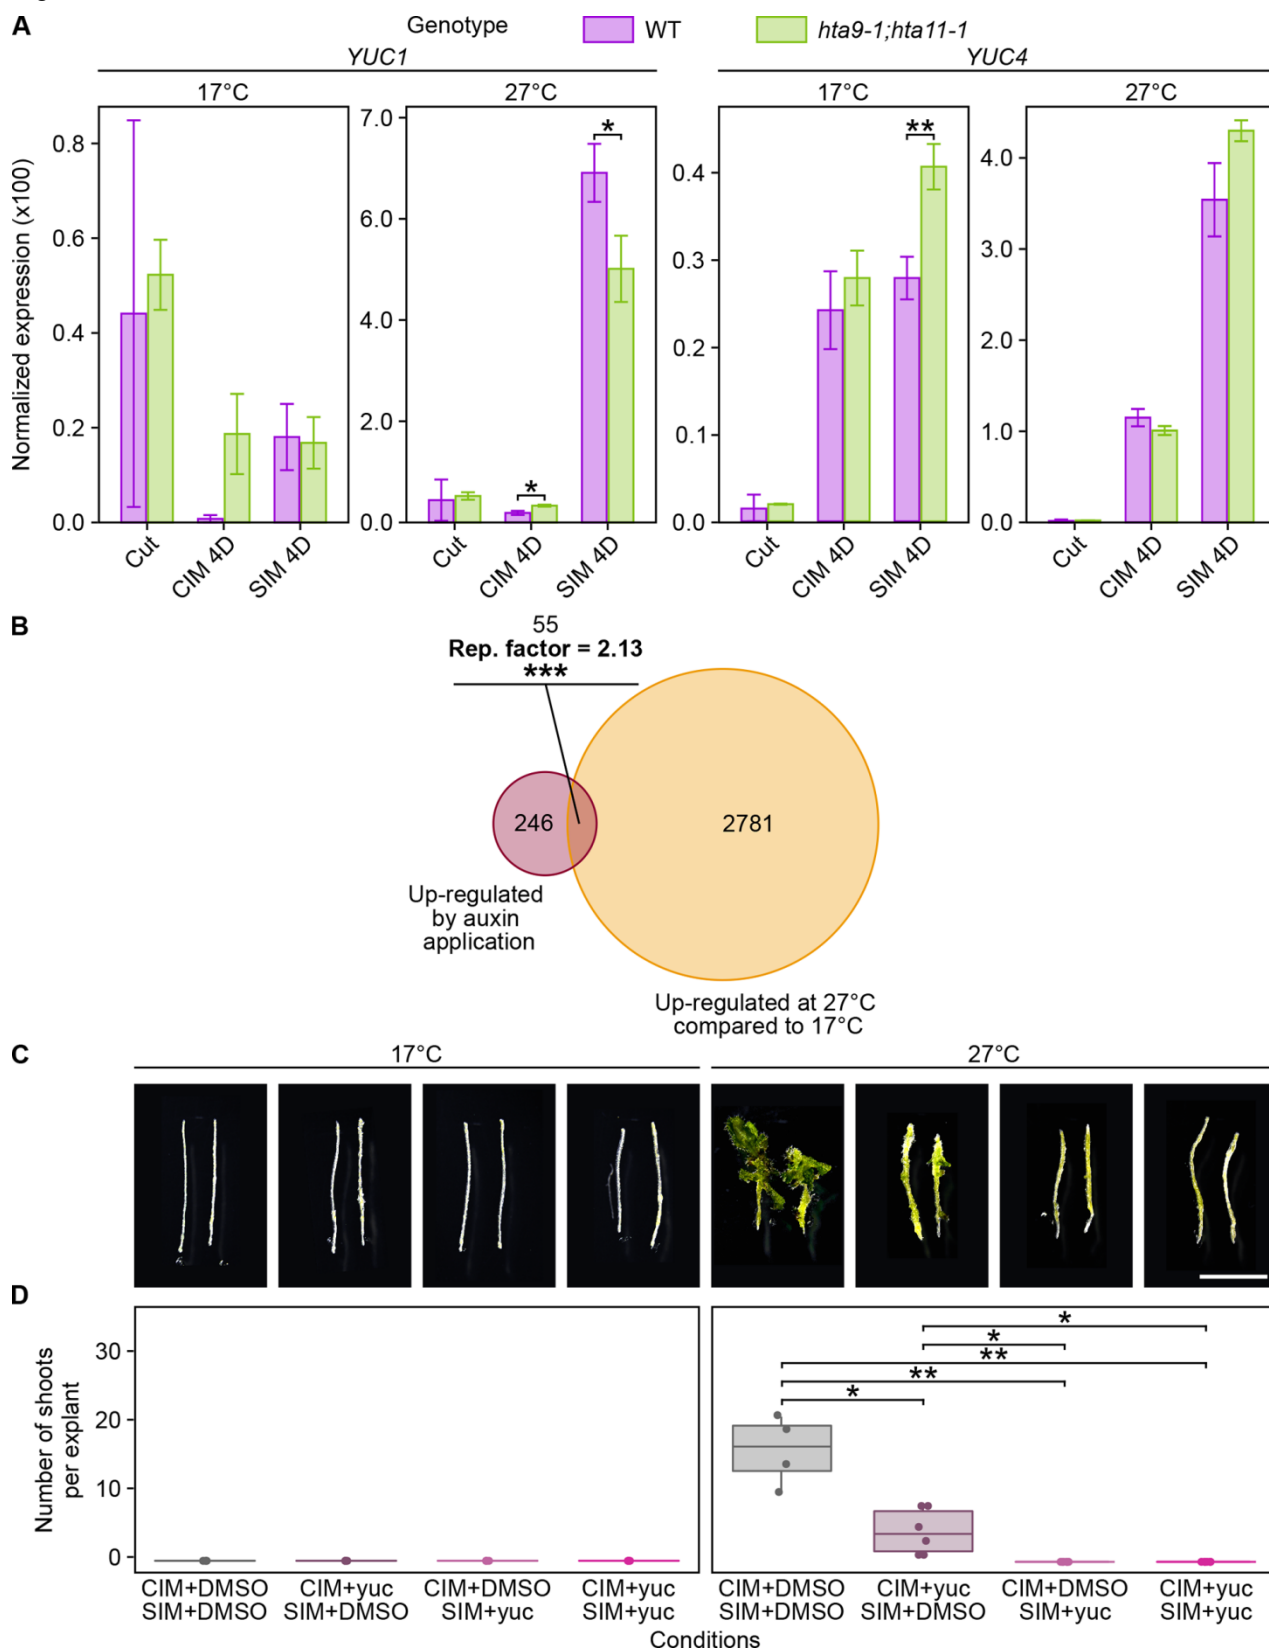 A
Genotype WT hta9-1;hta11-1
YUC1 YUC4
17°C 27°C 17°C 27°C
Normalized expression (x100)
0.8
0.6
0.4
0.2
0.0
Cut CIM 4D SIM 4D
7.0
6.0
4.0
2.0
0.0
*
*
Cut CIM 4D SIM 4D
0.4
0.3
0.2
0.1
0.0
**
Cut CIM 4D SIM 4D
4.0
3.0
2.0
1.0
0.0
Cut CIM 4D SIM 4D
B
55
Rep. factor = 2.13
***
246 2781
Up-regulated
by auxin
application
Up-regulated at 27°C
compared to 17°C
C
17°C 27°C
D
Number of shoots
per explant
30
20
10
0
*
*
**
**
*
CIM+DMSO CIM+yuc CIM+DMSO CIM+yuc CIM+DMSO CIM+yuc CIM+DMSO CIM+yuc
SIM+DMSO SIM+DMSO SIM+yuc SIM+yuc SIM+DMSO SIM+DMSO SIM+yuc SIM+yuc
Conditions